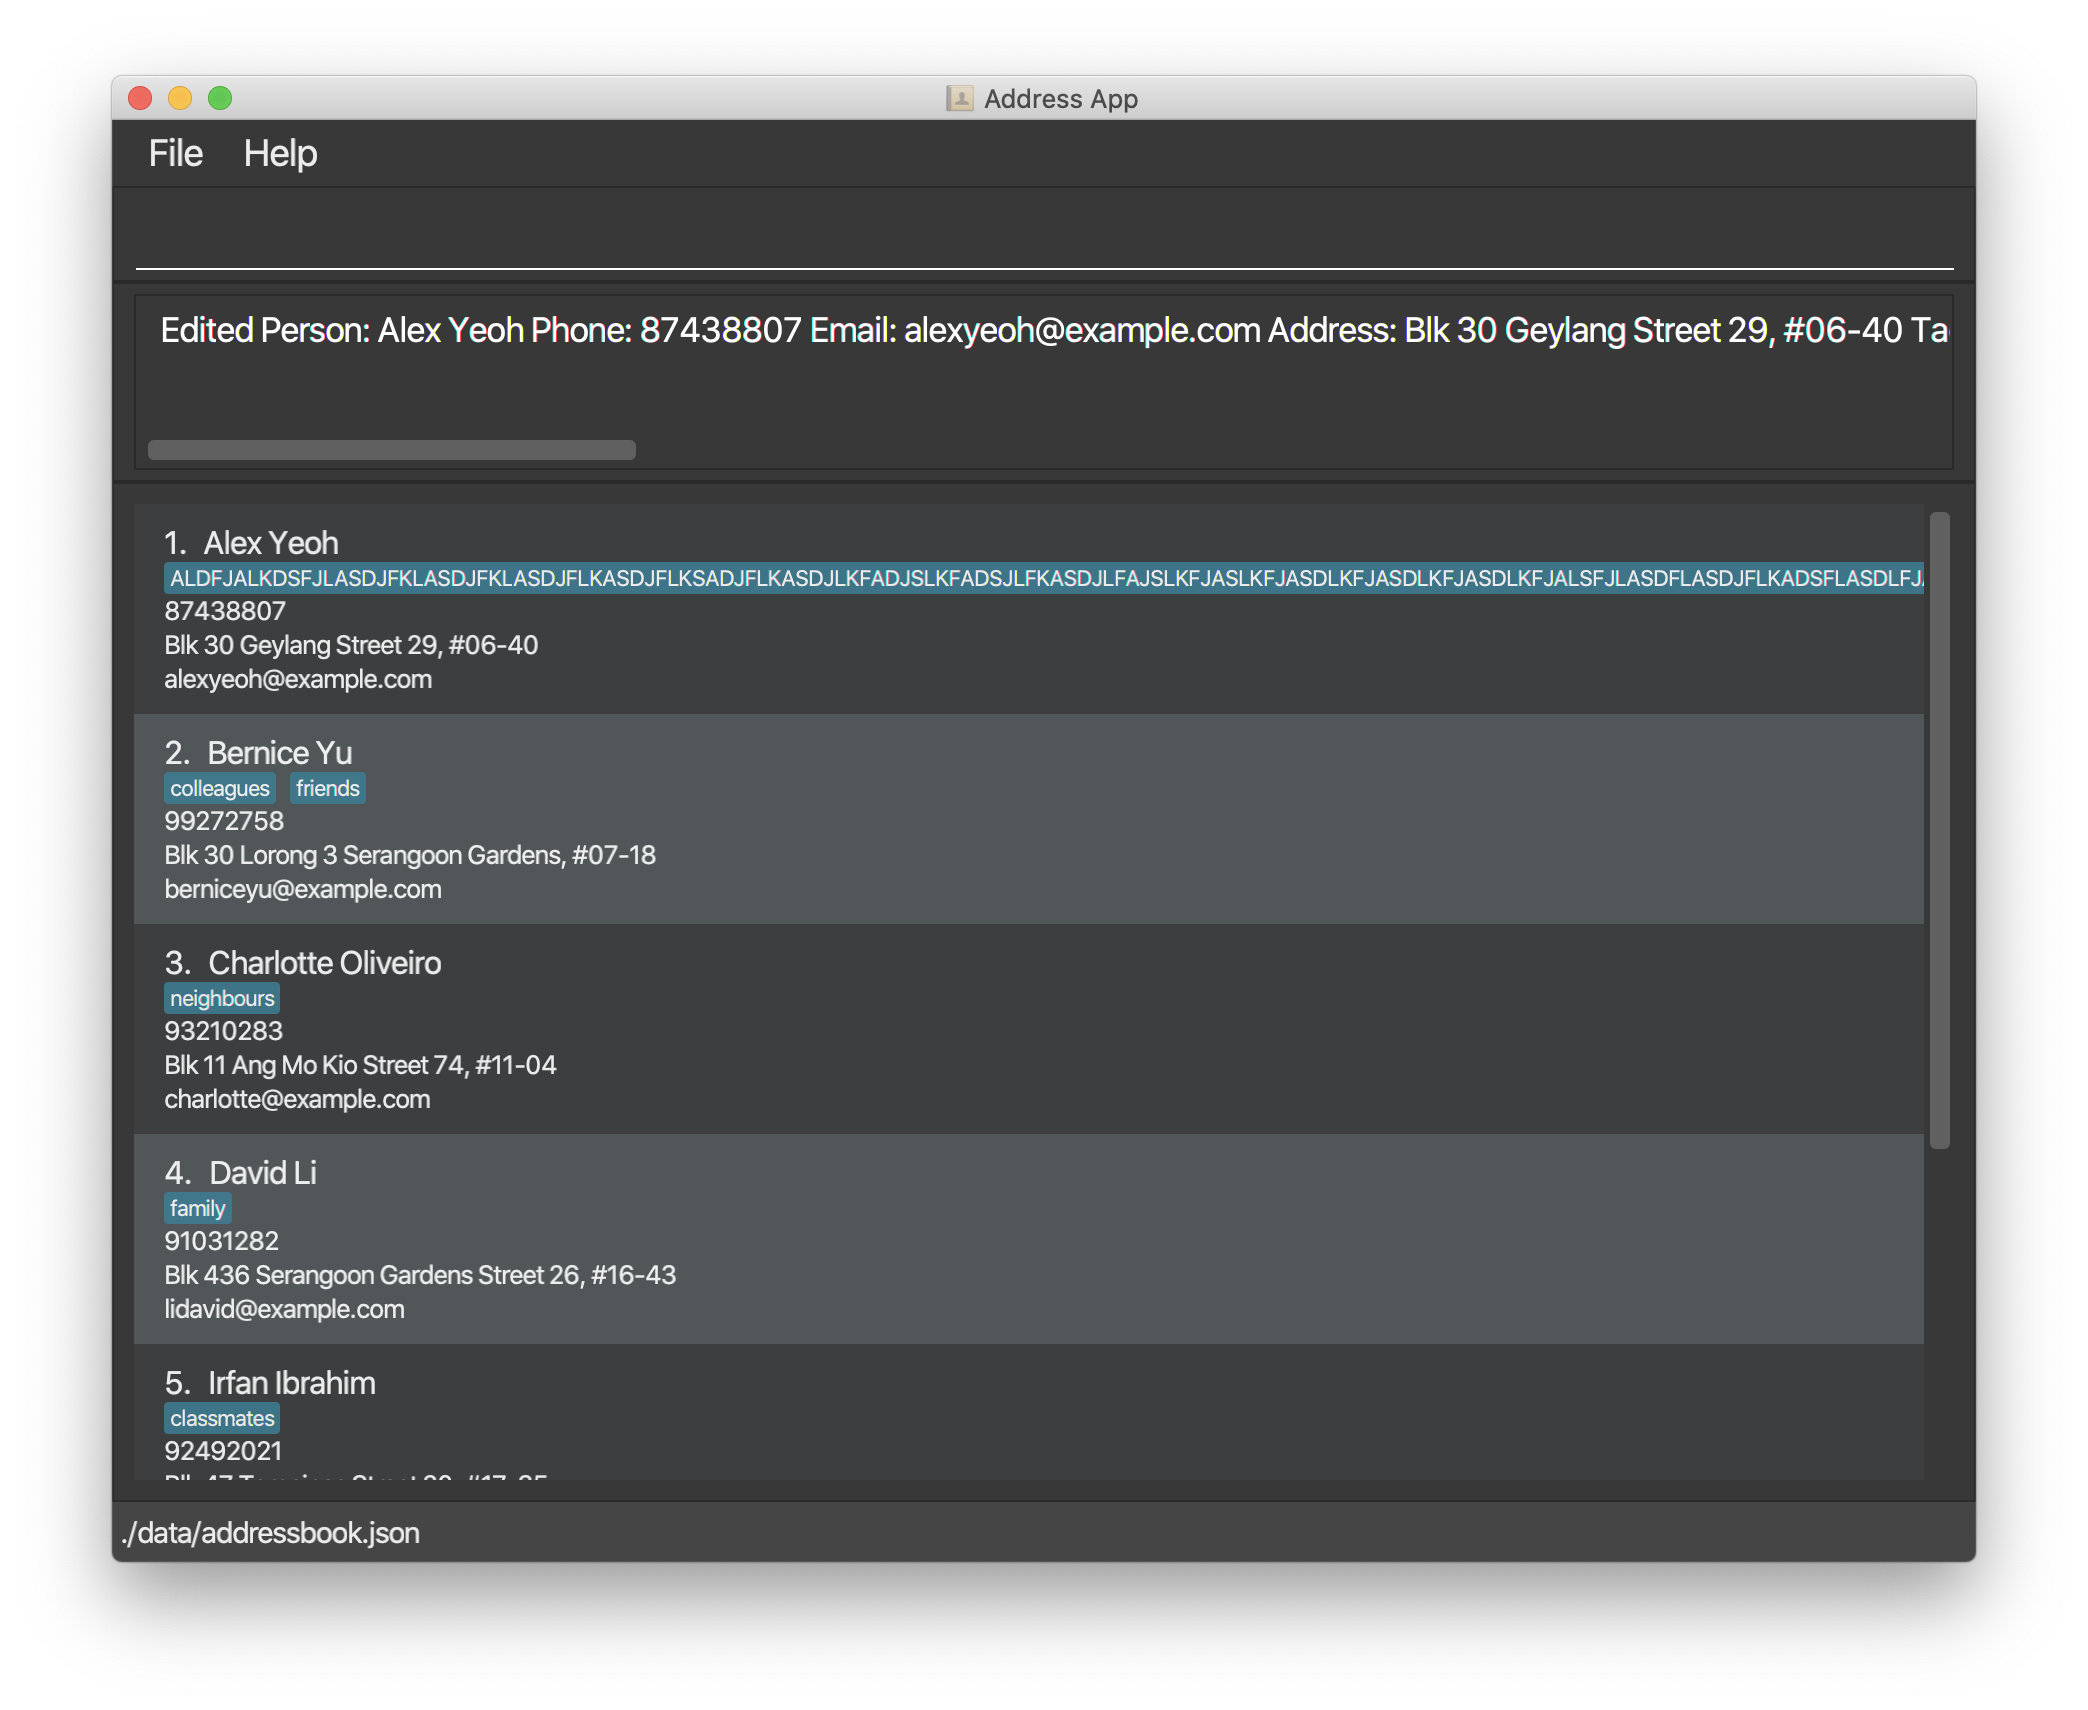 Address App
File Help
Edited Person: Alex Yeoh Phone: 87438807 Email: alexyeoh@example.com Address: Blk 30 Geylang Street 29, #06-40 Ta
1. Alex Yeoh
ALDFJALKDSFJLASDJFKLASDJFKLASDJFLKASDJFLKSADJFLKASDJLKFADJSLKFADSJLFKASDJLFAJSLKFJASLKFJASDLKFJASDLKFJASDLKFJALSFJLASDFLASDJFLKADSFLASDLFJ
87438807
Blk 30 Geylang Street 29, #06-40
alexyeoh@example.com
2. Bernice Yu
colleagues friends
99272758
Blk 30 Lorong 3 Serangoon Gardens, #07-18
berniceyu@example.com
3. Charlotte Oliveiro
neighbours
93210283
Blk 11 Ang Mo Kio Street 74, #11-04
charlotte@example.com
4. David Li
family
91031282
Blk 436 Serangoon Gardens Street 26, #16-43
lidavid@example.com
5. Irfan Ibrahim
classmates
92492021
./data/addressbook.json